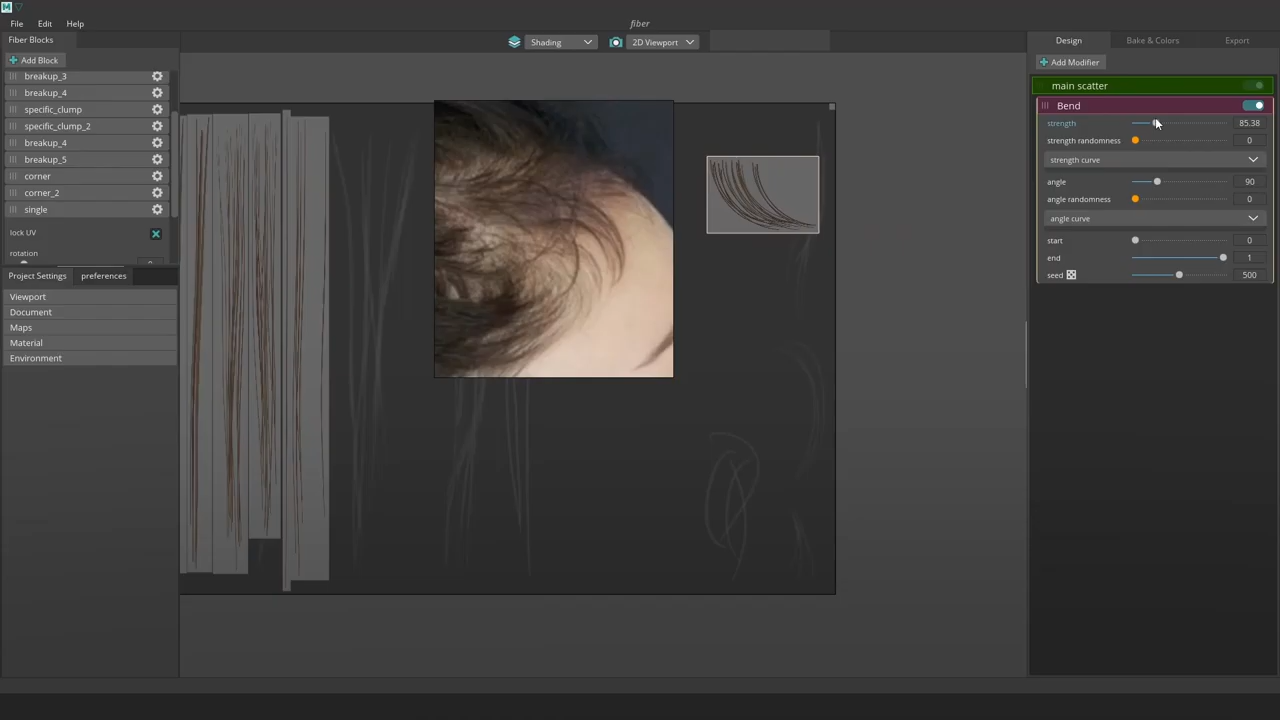 File Edit Help
fiber
Fiber Blocks
Shading
2D Viewport
Design
Bake & Colors
Export
Add Block
Add Modifier
breakup_3
breakup_4
specific_clump
specific_clump_2
breakup_4
breakup_5
corner
corner_2
single
lock UV
rotation
Project Settings
preferences
Viewport
Document
Maps
Material
Environment
main scatter
Bend
strength 85.38
strength randomness 0
strength curve
angle 90
angle randomness 0
angle curve
start 0
end 1
seed 500